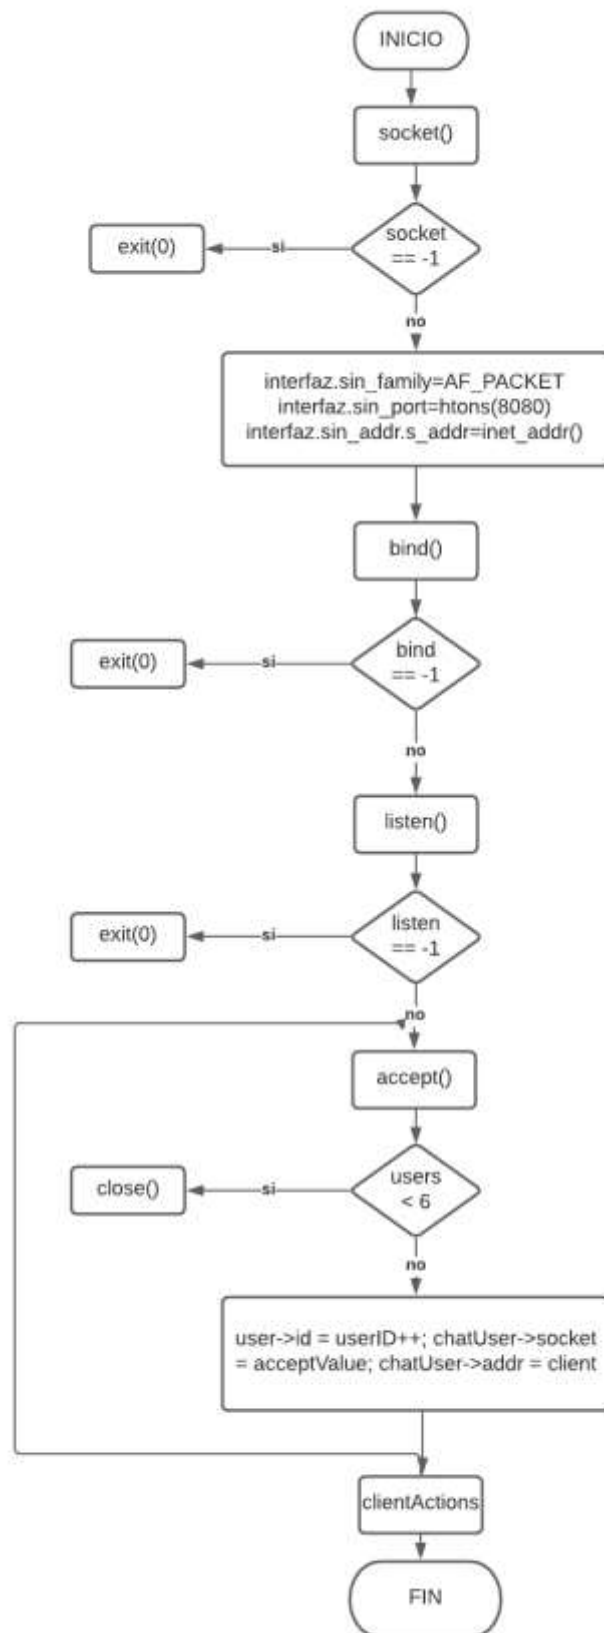 INICIO
socket()
socket
== -1
si
exit(0)
no
interfaz.sin_family=AF_PACKET
interfaz.sin_port=htons(8080)
interfaz.sin_addr.s_addr=inet_addr()
bind()
bind
== -1
si
exit(0)
no
listen()
listen
== -1
si
exit(0)
no
accept()
users
< 6
si
close()
no
user->id = userID++; chatUser->socket
= acceptValue; chatUser->addr = client
clientActions
FIN